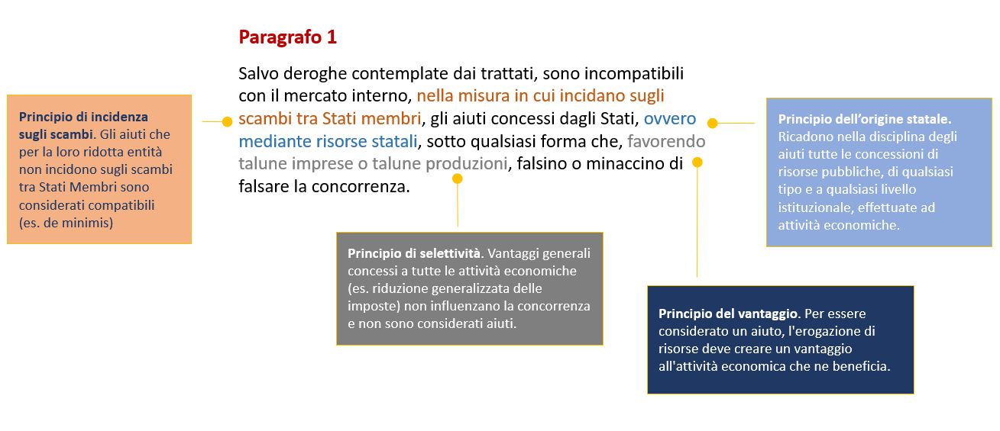 Paragrafo 1
Salvo deroghe contemplate dai trattati, sono incompatibili
con il mercato interno, nella misura in cui incidano sugli
scambi tra Stati membri, gli aiuti concessi dagli Stati, ovvero
mediante risorse statali, sotto qualsiasi forma che, favorendo
talune imprese o talune produzioni, falsino o minaccino di
falsare la concorrenza.
Principio di incidenza
sugli scambi. Gli aiuti che
per la loro ridotta entità
non incidono sugli scambi
tra Stati Membri sono
considerati compatibili
(es. de minimis)
Principio dell’origine statale.
Ricadono nella disciplina degli
aiuti tutte le concessioni di
risorse pubbliche, di qualsiasi
tipo e a qualsiasi livello
istituzionale, effettuate ad
attività economiche.
Principio di selettività. Vantaggi generali
concessi a tutte le attività economiche
(es. riduzione generalizzata delle
imposte) non influenzano la concorrenza
e non sono considerati aiuti.
Principio del vantaggio. Per essere
considerato un aiuto, l'erogazione di
risorse deve creare un vantaggio
all'attività economica che ne beneficia.